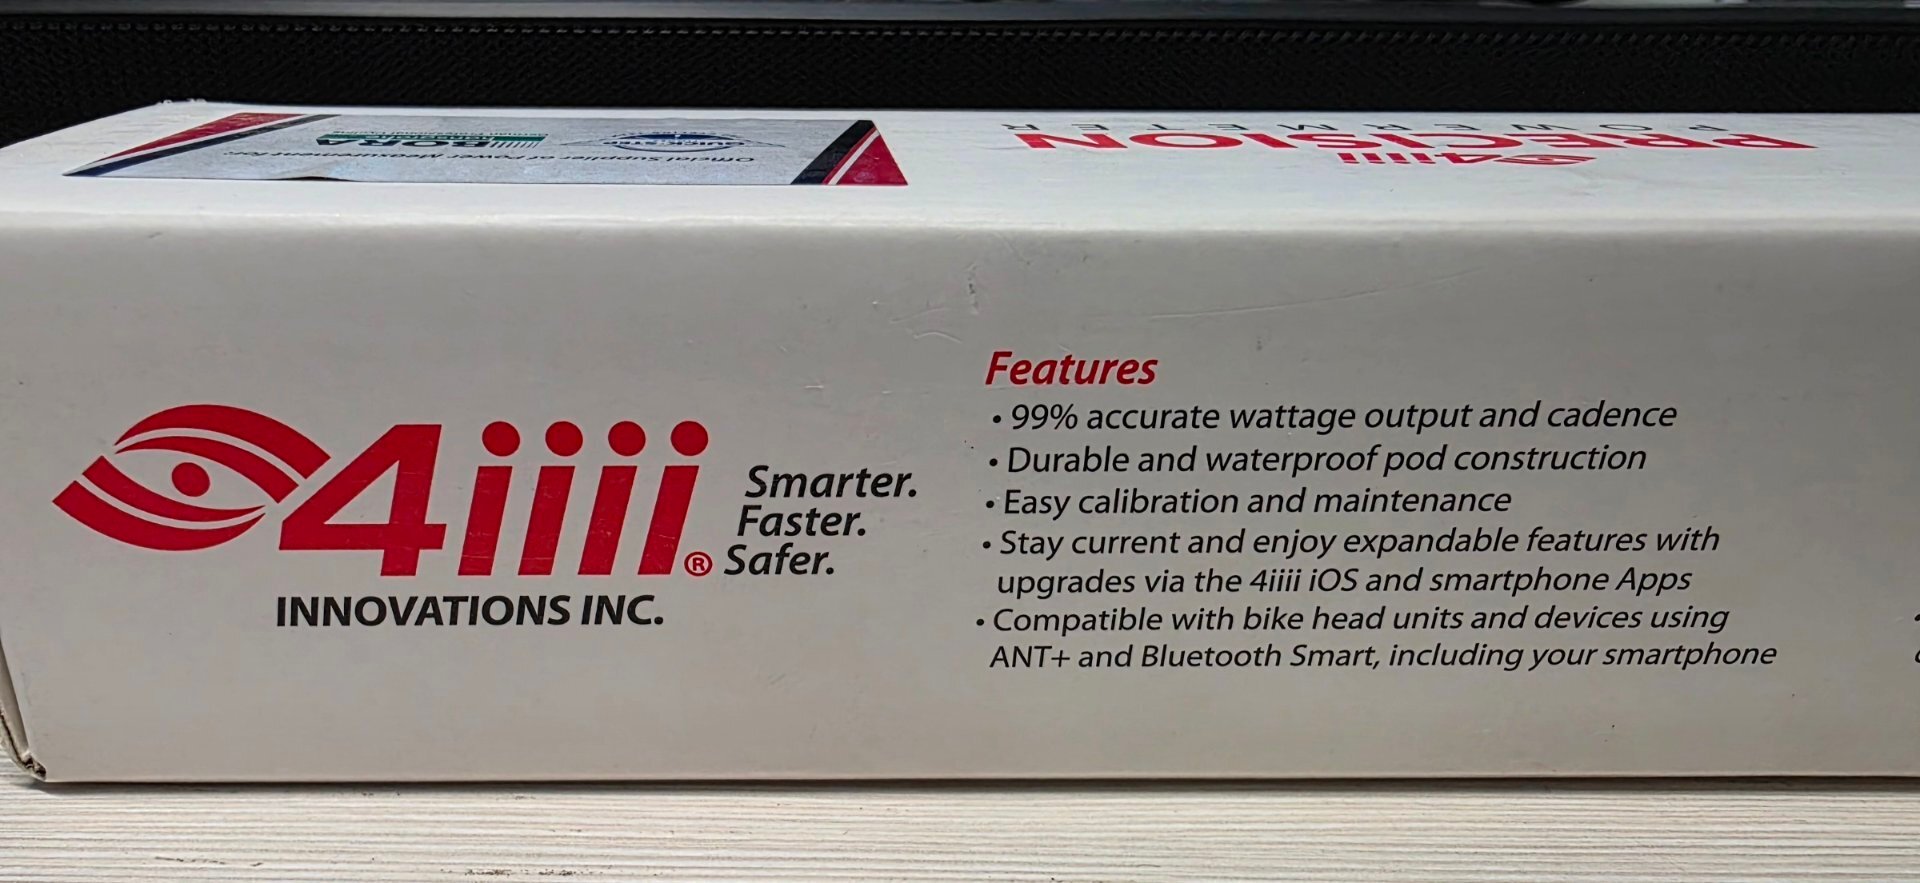 Official Supplier of Power Measurement for:
QUICK-STEP
BORA
4iiii
PRECISION
POWERMETER
4iiii®
INNOVATIONS INC.
Smarter.
Faster.
Safer.
Features
• 99% accurate wattage output and cadence
• Durable and waterproof pod construction
• Easy calibration and maintenance
• Stay current and enjoy expandable features with
upgrades via the 4iiii iOS and smartphone Apps
• Compatible with bike head units and devices using
ANT+ and Bluetooth Smart, including your smartphone